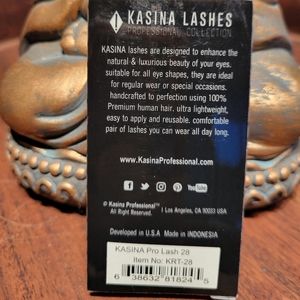 KASINA LASHES
PROFESSIONAL COLLECTION
KASINA lashes are designed to enhance the
natural & luxurious beauty of your eyes.
suitable for all eye shapes, they are ideal
for regular wear or special occasions.
handcrafted to perfection using 100%
Premium human hair. ultra lightweight,
easy to apply and reusable. comfortable
pair of lashes you can wear all day long.
www.KasinaProfessional.com
You Tube
© Kasina Professional™
All Right Reserved.
Los Angeles, CA 90023 USA
Developed in U.S.A Made in INDONESIA
KASINA Pro Lash 28
Item No: KRT-28
6 38632 81824 5